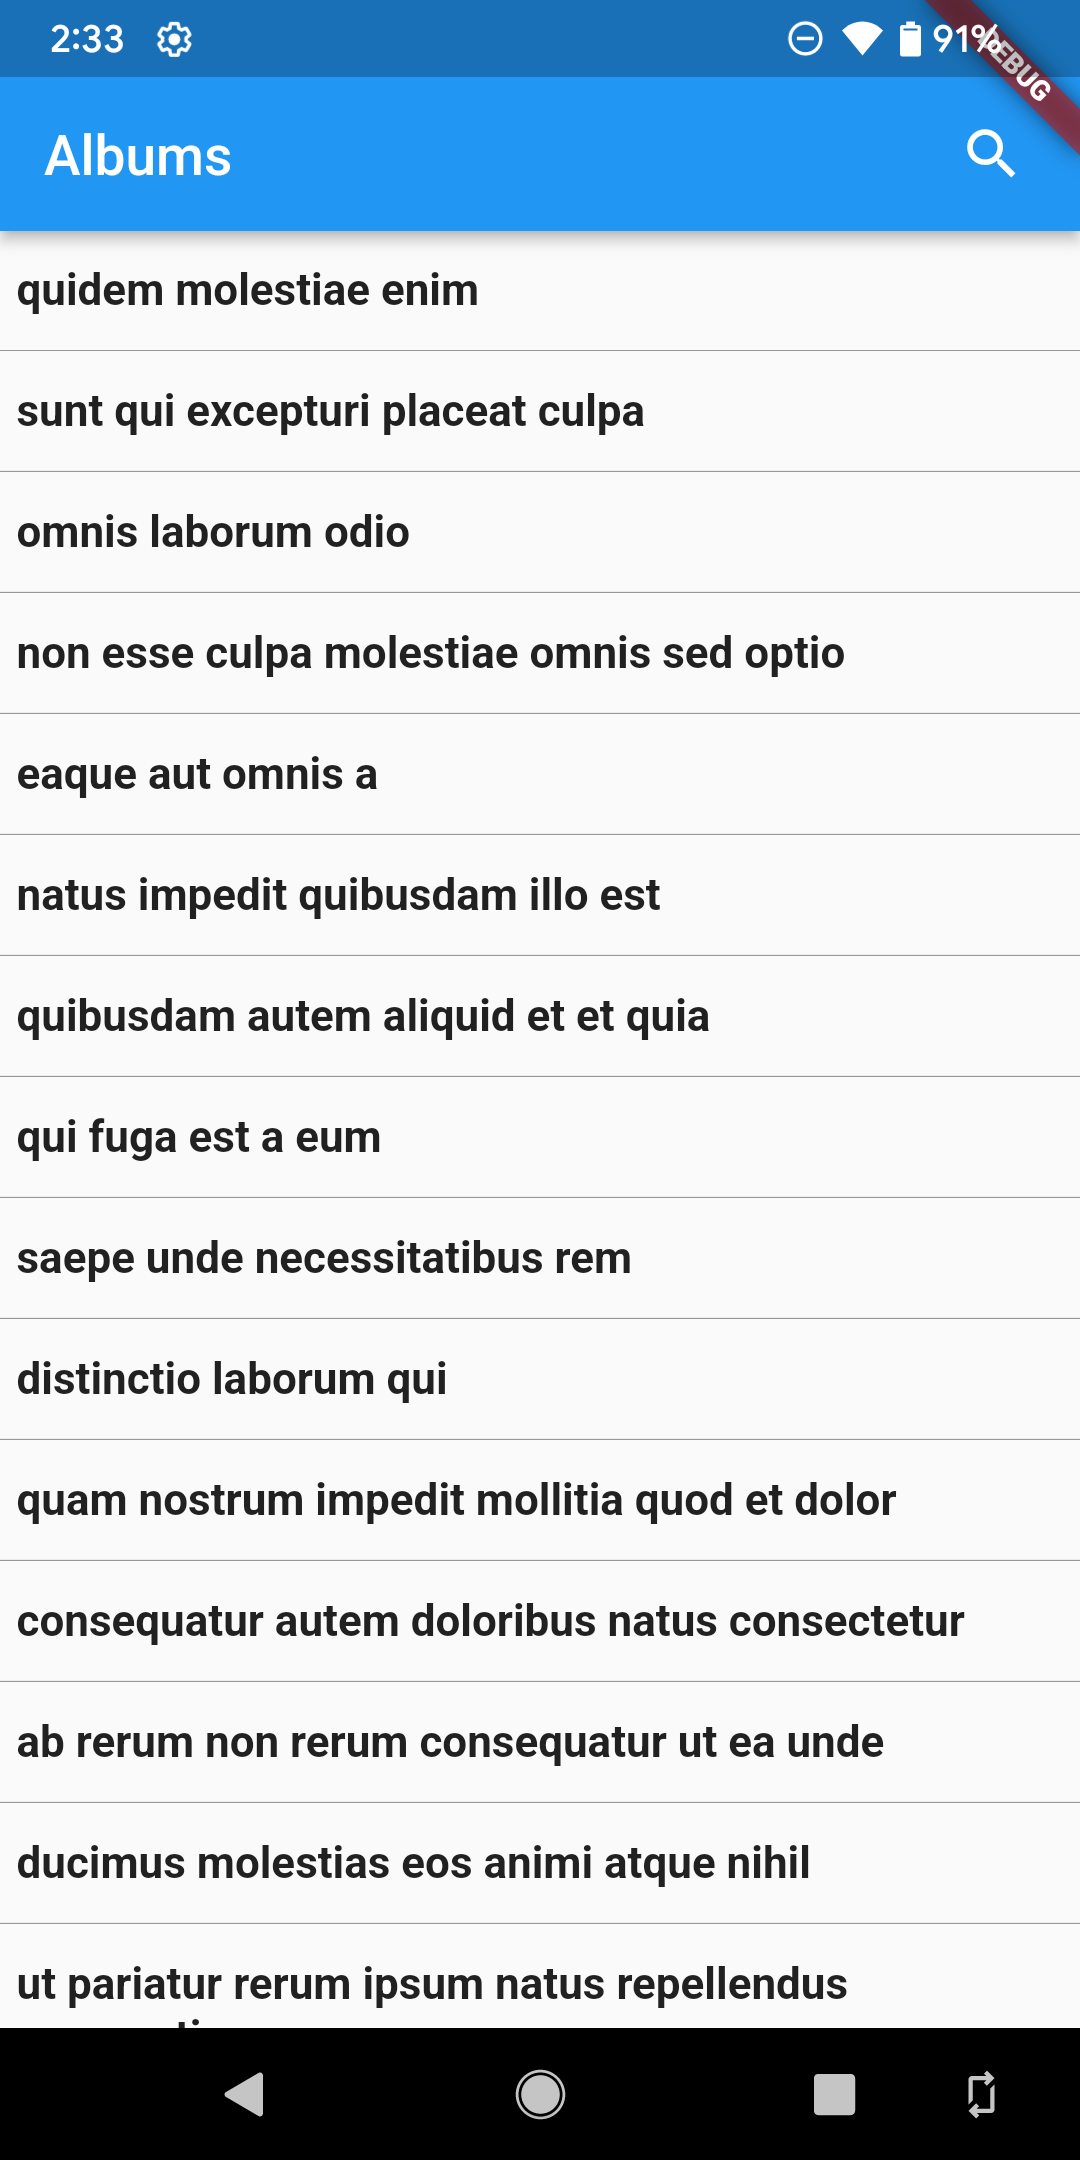 2:33 91%
DEBUG
Albums
quidem molestiae enim
sunt qui excepturi placeat culpa
omnis laborum odio
non esse culpa molestiae omnis sed optio
eaque aut omnis a
natus impedit quibusdam illo est
quibusdam autem aliquid et et quia
qui fuga est a eum
saepe unde necessitatibus rem
distinctio laborum qui
quam nostrum impedit mollitia quod et dolor
consequatur autem doloribus natus consectetur
ab rerum non rerum consequatur ut ea unde
ducimus molestias eos animi atque nihil
ut pariatur rerum ipsum natus repellendus